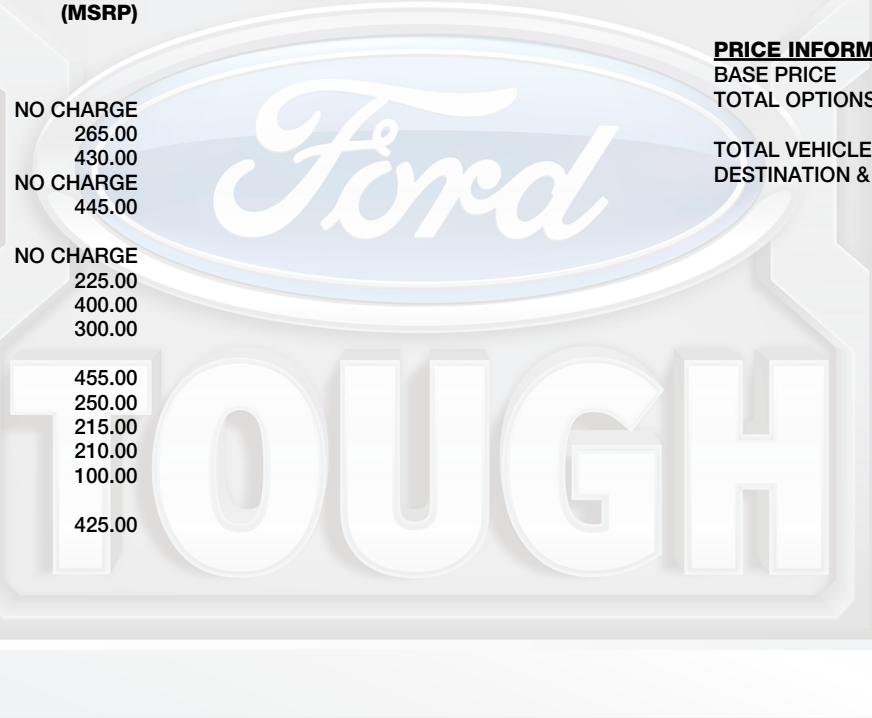 (MSRP)
NO CHARGE
265.00
430.00
NO CHARGE
445.00
NO CHARGE
225.00
400.00
300.00
455.00
250.00
215.00
210.00
100.00
425.00
PRICE INFORM
BASE PRICE
TOTAL OPTIONS
TOTAL VEHICLE
DESTINATION &
Ford
TOUGH